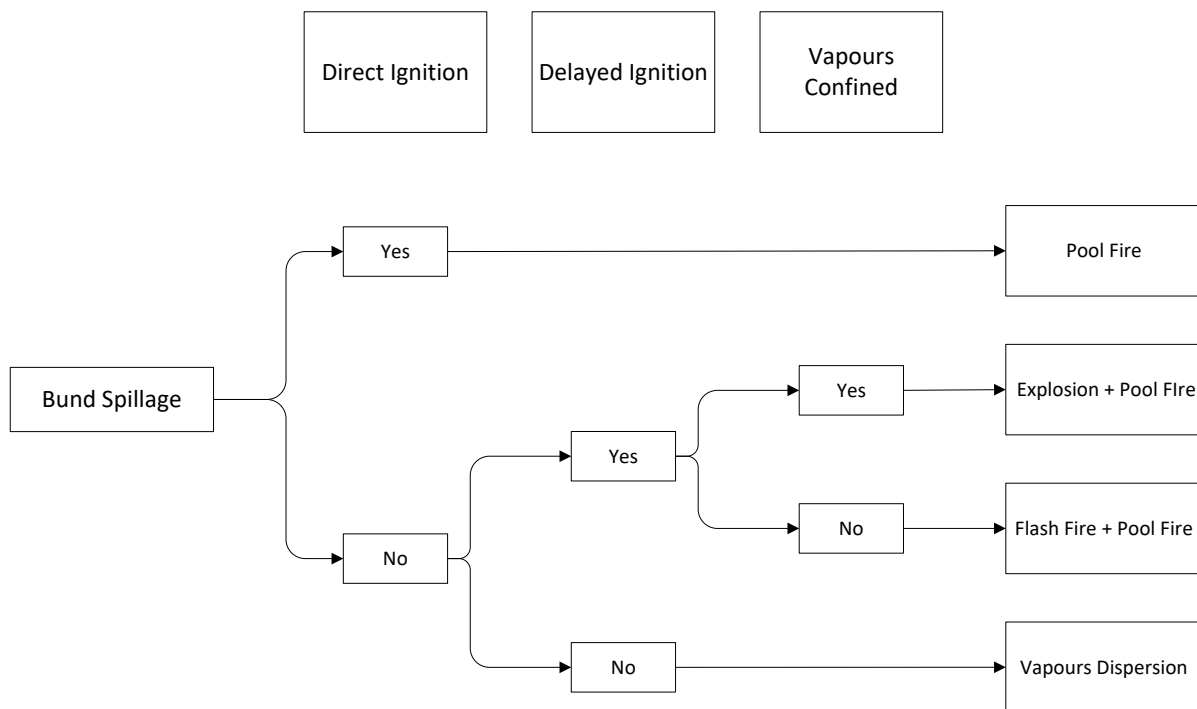 Direct Ignition
Delayed Ignition
Vapours
Confined
Yes
Pool Fire
Bund Spillage
Yes
Explosion + Pool FIre
Yes
No
Flash Fire + Pool Fire
No
No
Vapours Dispersion